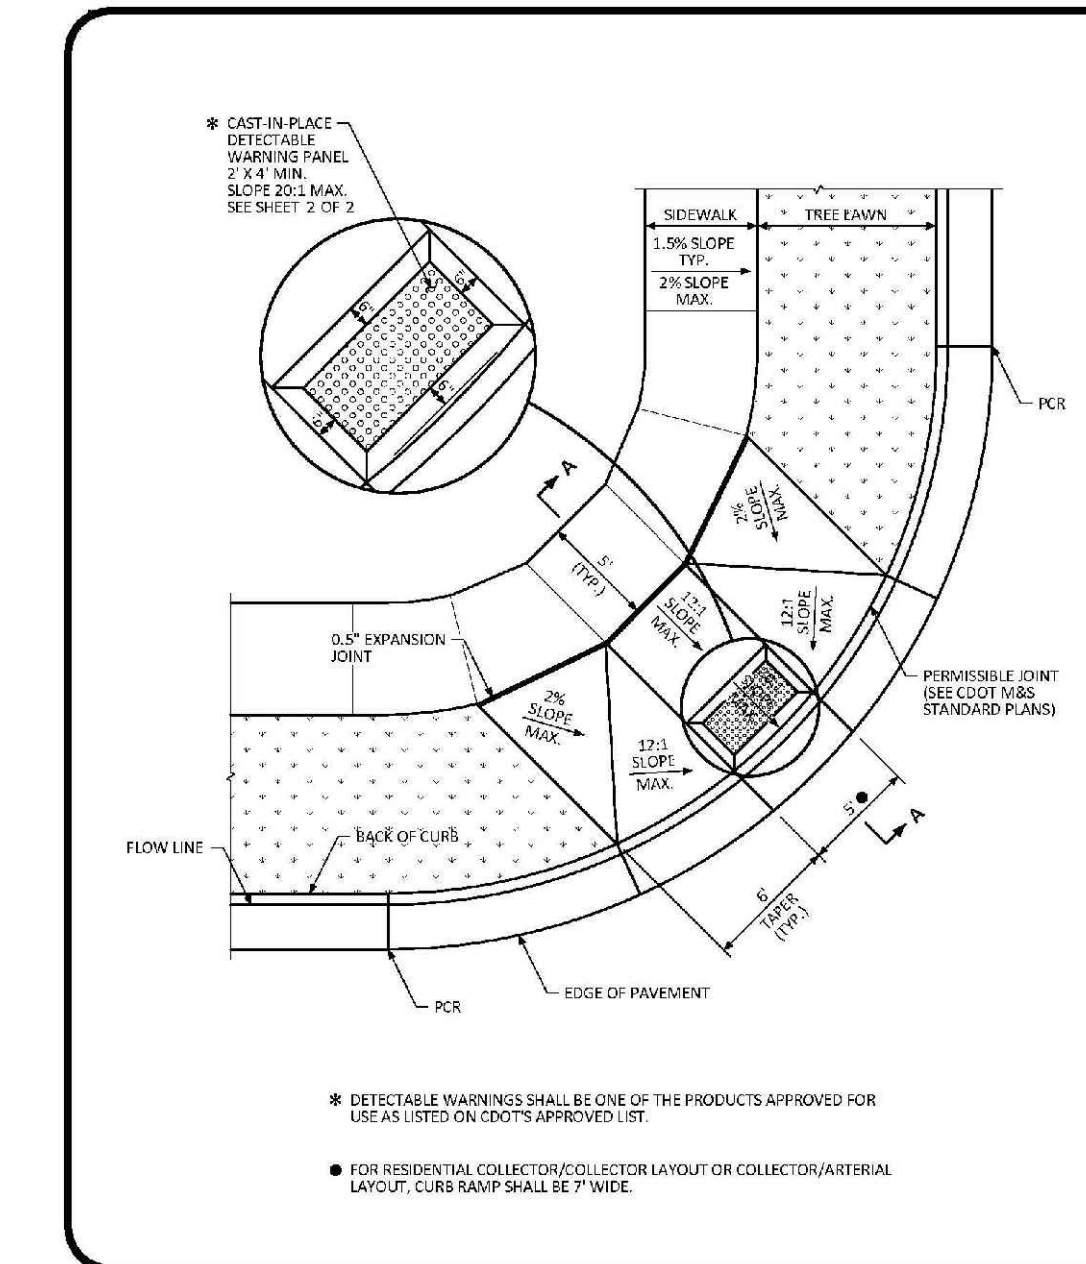 * CAST-IN-PLACE
DETECTABLE
WARNING PANEL
2' X 4' MIN.
SLOPE 20:1 MAX.
SEE SHEET 2 OF 2
6"
6"
6"
6"
SIDEWALK
TREE LAWN
1.5% SLOPE
TYP.
2% SLOPE
MAX.
PCR
A
2%
SLOPE
MAX.
5'
(TYP.)
12:1
SLOPE
MAX.
12:1
SLOPE
MAX.
0.5" EXPANSION
JOINT
PERMISSIBLE JOINT
(SEE CDOT M&S
STANDARD PLANS)
2%
SLOPE
MAX.
12:1
SLOPE
MAX.
5' ●
A
FLOW LINE
BACK OF CURB
6'
TAPER
(TYP.)
EDGE OF PAVEMENT
PCR
* DETECTABLE WARNINGS SHALL BE ONE OF THE PRODUCTS APPROVED FOR
USE AS LISTED ON CDOT'S APPROVED LIST.
● FOR RESIDENTIAL COLLECTOR/COLLECTOR LAYOUT OR COLLECTOR/ARTERIAL
LAYOUT, CURB RAMP SHALL BE 7' WIDE.